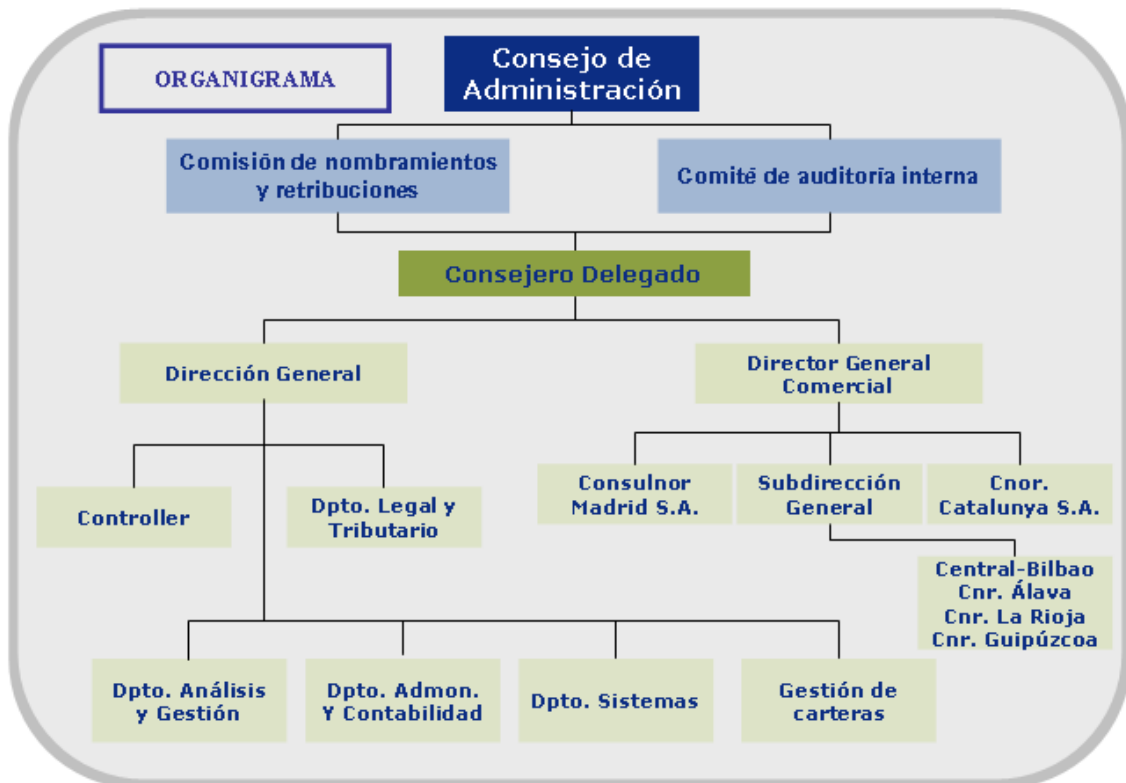 ORGANIGRAMA
Consejo de
Administración
Comisión de nombramientos
y retribuciones
Comité de auditoría interna
Consejero Delegado
Dirección General
Director General
Comercial
Controller
Dpto. Legal y
Tributario
Consulnor
Madrid S.A.
Subdirección
General
Cnor.
Catalunya S.A.
Central-Bilbao
Cnr. Álava
Cnr. La Rioja
Cnr. Guipúzcoa
Dpto. Análisis
y Gestión
Dpto. Admon.
Y Contabilidad
Dpto. Sistemas
Gestión de
carteras